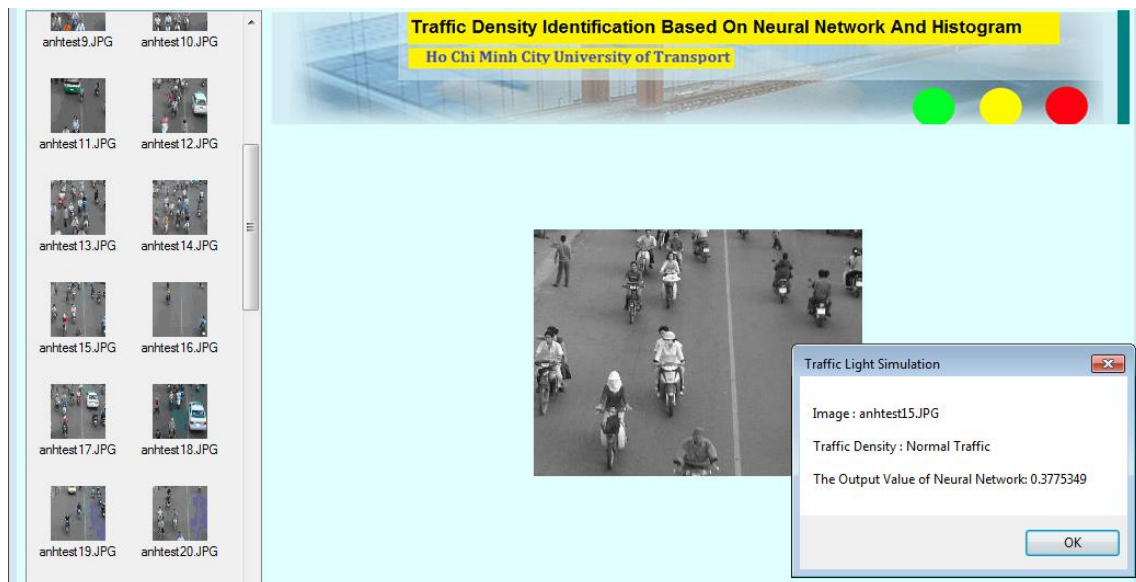 anhtest9.JPG anhtest10.JPG
anhtest11.JPG anhtest12.JPG
anhtest13.JPG anhtest14.JPG
anhtest15.JPG anhtest16.JPG
anhtest17.JPG anhtest18.JPG
anhtest19.JPG anhtest20.JPG
Traffic Density Identification Based On Neural Network And Histogram
Ho Chi Minh City University of Transport
Traffic Light Simulation
Image : anhtest15.JPG
Traffic Density : Normal Traffic
The Output Value of Neural Network: 0.3775349
OK